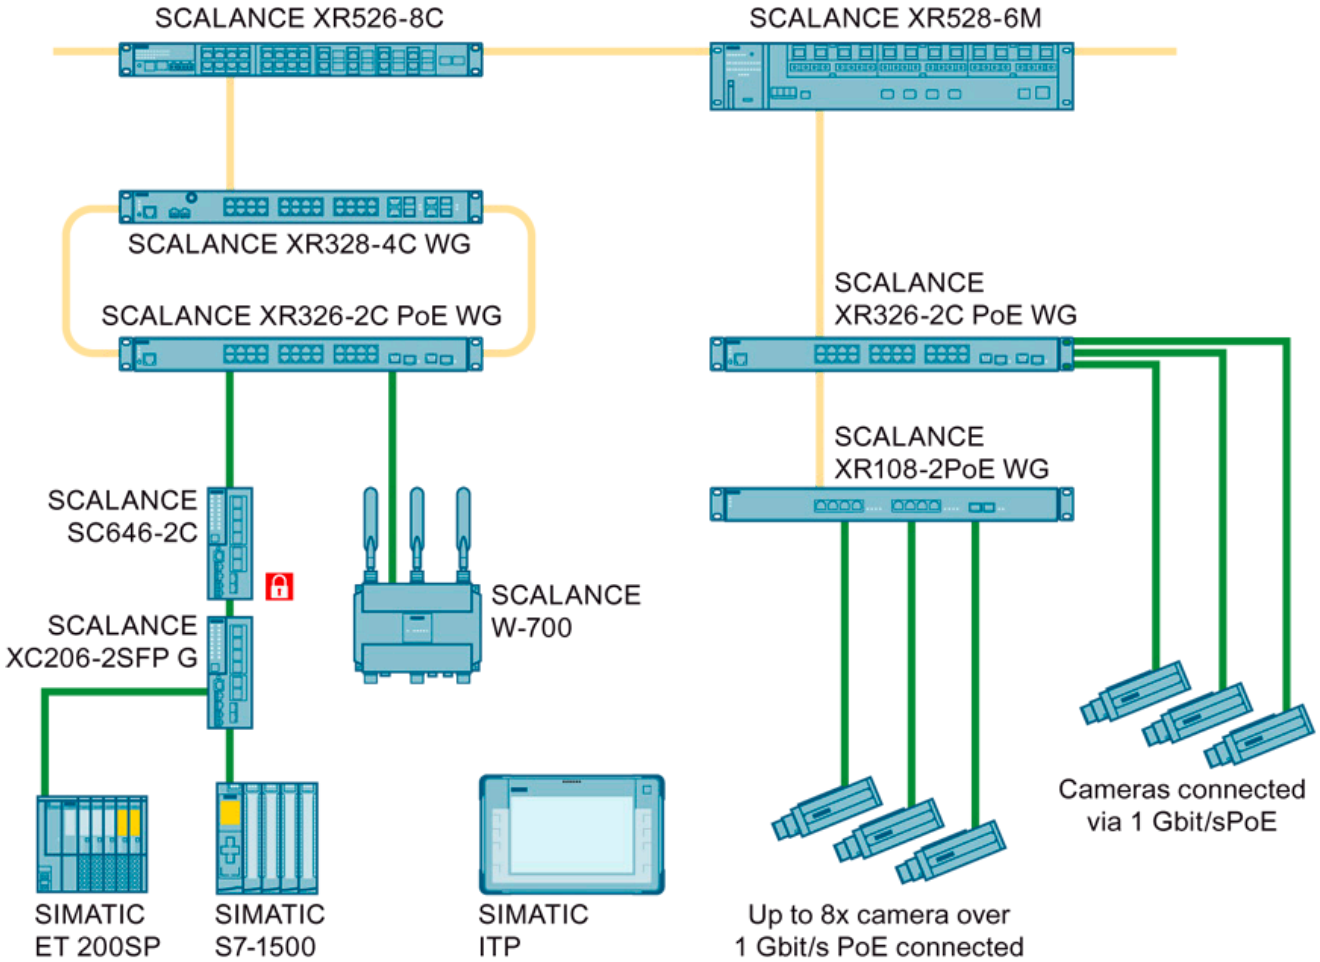 SCALANCE XR526-8C
SCALANCE XR528-6M
SCALANCE XR328-4C WG
SCALANCE XR326-2C PoE WG
SCALANCE
XR326-2C PoE WG
SCALANCE
XR108-2PoE WG
SCALANCE
SC646-2C
SCALANCE
W-700
SCALANCE
XC206-2SFP G
Cameras connected
via 1 Gbit/sPoE
SIMATIC
ET 200SP
SIMATIC
S7-1500
SIMATIC
ITP
Up to 8x camera over
1 Gbit/s PoE connected